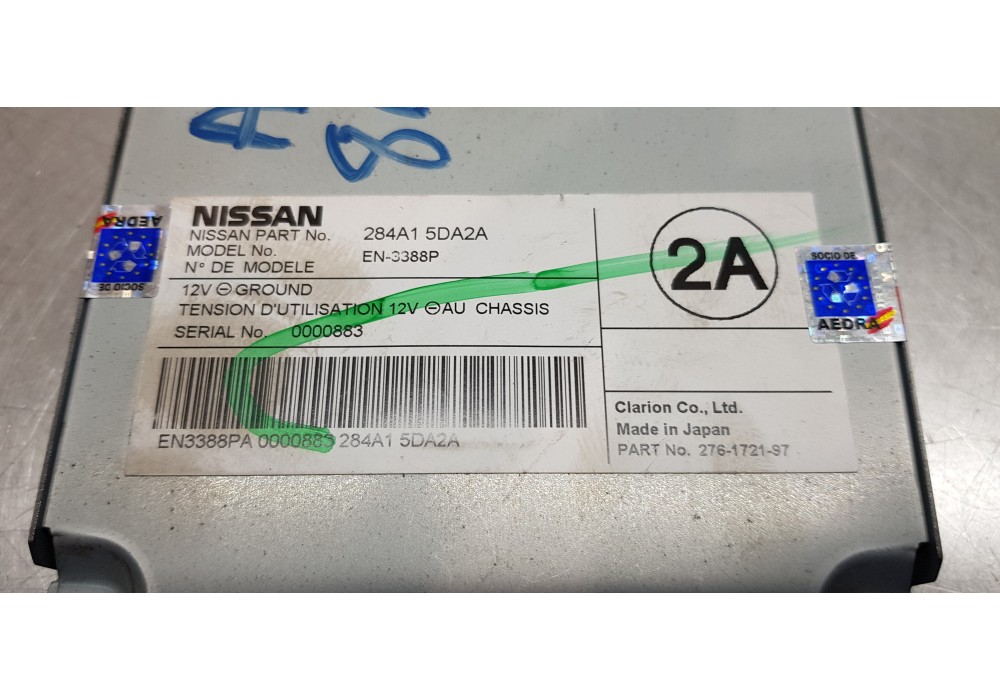 NISSAN
NISSAN PART No. 284A1 5DA2A
MODEL No. EN-3388P
N° DE MODELE
12V ⊖ GROUND
TENSION D'UTILISATION 12V ⊖ AU CHASSIS
SERIAL No. 0000883
EN3388PA 0000883 284A1 5DA2A
2A
Clarion Co., Ltd.
Made in Japan
PART No. 276-1721-97
AEDRA
SOCIO DE
SOCIO DE
AEDRA